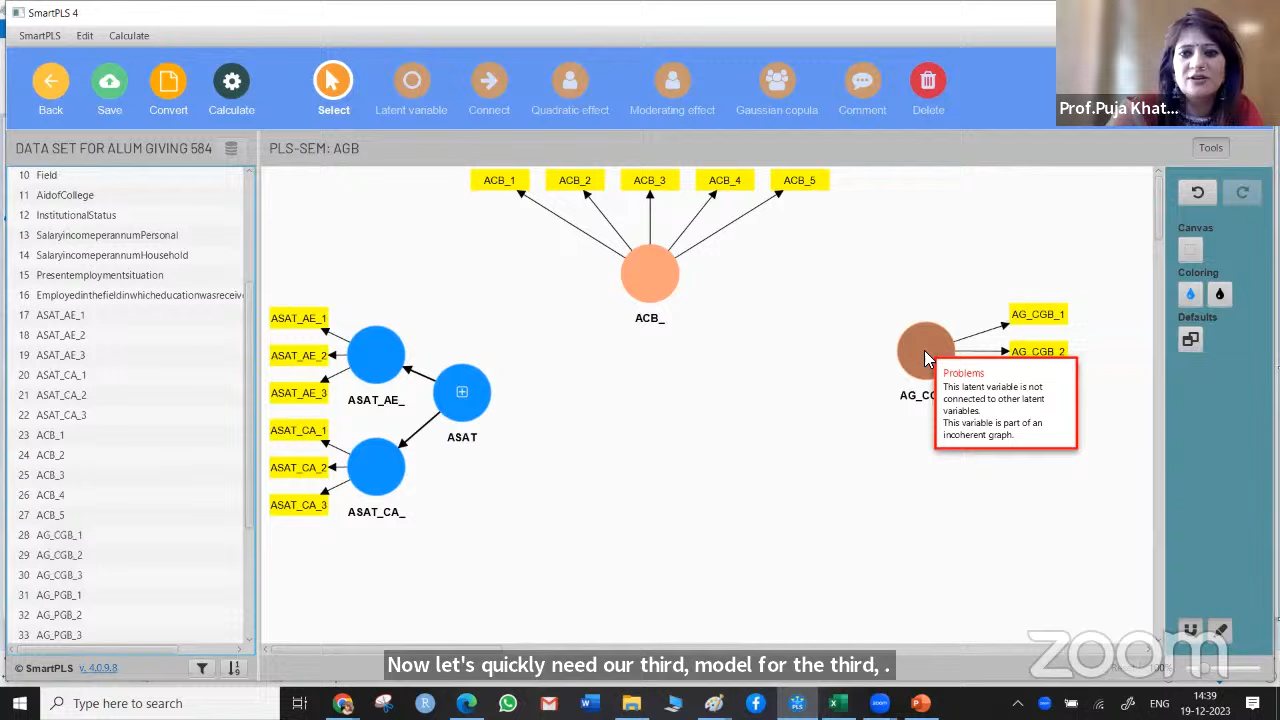 SmartPLS 4
SmartPLS Edit Calculate
Back Save Convert Calculate Select Latent variable Connect Quadratic effect Moderating effect Gaussian copula Comment Delete
Prof.Puja Khat...
DATA SET FOR ALUM GIVING 584
PLS-SEM: AGB
Tools
10 Field
11 AidofCollege
12 InstitutionalStatus
13 SalaryincomeperannumPersonal
14 SalaryincomeperannumHousehold
15 Presentemploymentsituation
16 Employedinthefieldinwhicheducationwasreceive
17 ASAT_AE_1
18 ASAT_AE_2
19 ASAT_AE_3
20 ASAT_CA_1
21 ASAT_CA_2
22 ASAT_CA_3
23 ACB_1
24 ACB_2
25 ACB_3
26 ACB_4
27 ACB_5
28 AG_CGB_1
29 AG_CGB_2
30 AG_CGB_3
31 AG_PGB_1
32 AG_PGB_2
33 AG_PGB_3
© SmartPLS v. 4.0.9.8
ACB_1 ACB_2 ACB_3 ACB_4 ACB_5
ACB_
ASAT_AE_1
ASAT_AE_2
ASAT_AE_3
ASAT_AE_
ASAT_CA_1
ASAT_CA_2
ASAT_CA_3
ASAT_CA_
ASAT
AG_CGB_1
AG_CGB_2
Problems
This latent variable is not
connected to other latent
variables.
This variable is part of an
incoherent graph.
Canvas
Coloring
Defaults
zoom
Now let's quickly need our third, model for the third, .
Type here to search
14:39
19-12-2023